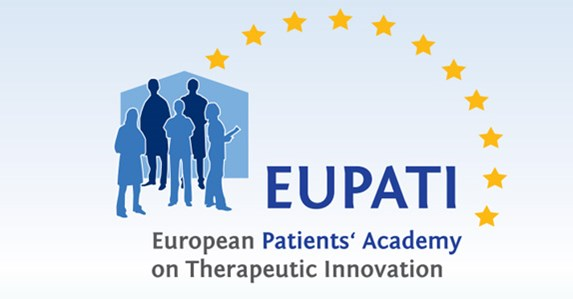 EUPATI
European Patients‘ Academy
on Therapeutic Innovation